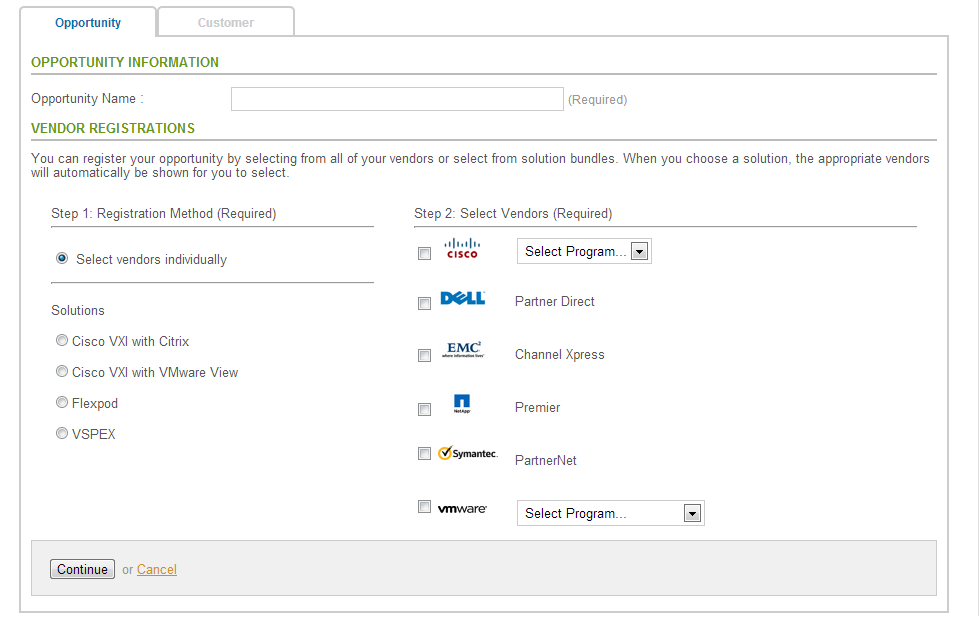 Opportunity
Customer
OPPORTUNITY INFORMATION
Opportunity Name :
(Required)
VENDOR REGISTRATIONS
You can register your opportunity by selecting from all of your vendors or select from solution bundles. When you choose a solution, the appropriate vendors
will automatically be shown for you to select.
Step 1: Registration Method (Required)
Select vendors individually
Solutions
Cisco VXI with Citrix
Cisco VXI with VMware View
Flexpod
VSPEX
Step 2: Select Vendors (Required)
CISCO Select Program...
DELL Partner Direct
EMC² where information lives® Channel Xpress
NetApp Premier
Symantec. PartnerNet
vmware® Select Program...
Continue or Cancel